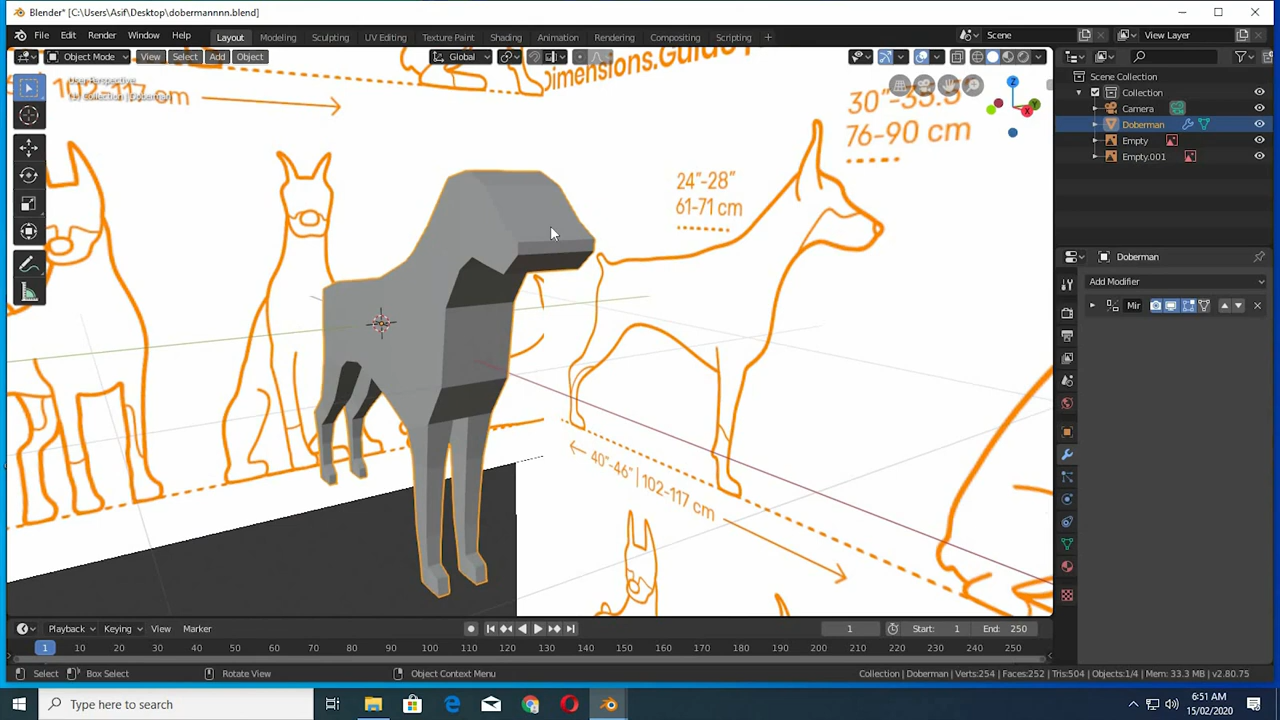 Blender* [C:\Users\Asif\Desktop\dobermannnn.blend]
File Edit Render Window Help Layout Modeling Sculpting UV Editing Texture Paint Shading Animation Rendering Compositing Scripting + Scene View Layer
Object Mode View Select Add Object Global
User Perspective
(1) Collection | Doberman
102-117 cm
Dimensions.Guide
30"-35.5"
76-90 cm
24"-28"
61-71 cm
40"-46" | 102-117 cm
Scene Collection
Collection
Camera
Doberman
Empty
Empty.001
Doberman
Add Modifier
Mir
X
Y
Z
Playback Keying View Marker 1 Start: 1 End: 250
1 10 20 30 40 50 60 70 80 90 100 110 120 130 140 150 160 170 180 190 200 210 220 230 240 250
Select Box Select Rotate View Object Context Menu Collection | Doberman | Verts:254 | Faces:252 | Tris:504 | Objects:1/4 | Mem: 33.3 MB | v2.80.75
Type here to search
6:51 AM
15/02/2020